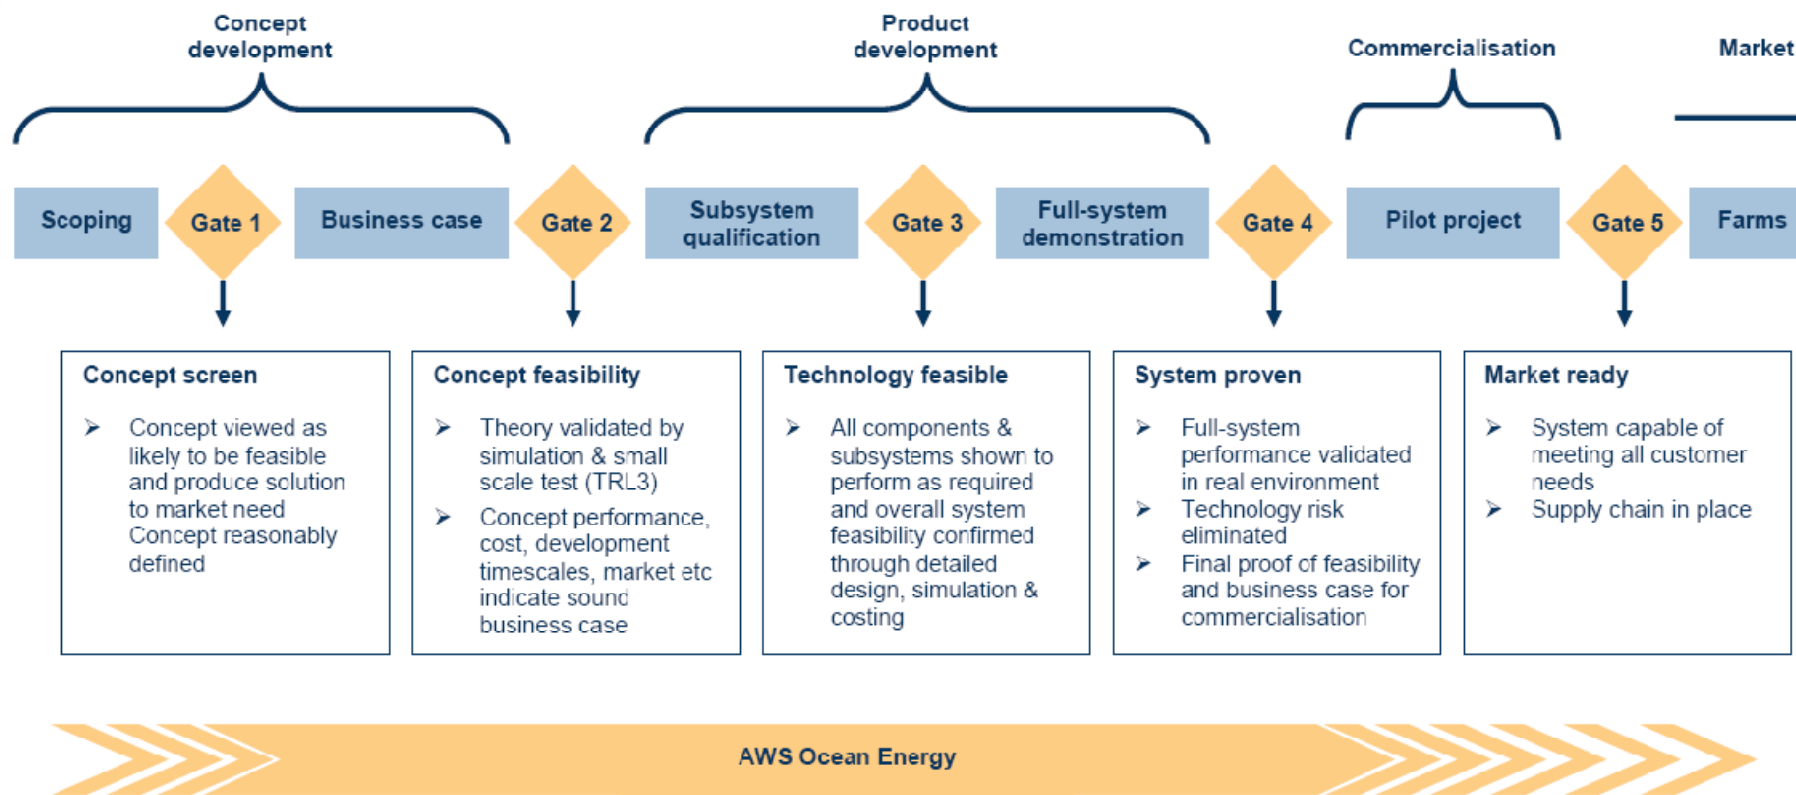 Concept
development
Product
development
Commercialisation
Market
Scoping
Gate 1
Business case
Gate 2
Subsystem
qualification
Gate 3
Full-system
demonstration
Gate 4
Pilot project
Gate 5
Farms
Concept screen
➢ Concept viewed as
likely to be feasible
and produce solution
to market need
Concept reasonably
defined
Concept feasibility
➢ Theory validated by
simulation & small
scale test (TRL3)
➢ Concept performance,
cost, development
timescales, market etc
indicate sound
business case
Technology feasible
➢ All components &
subsystems shown to
perform as required
and overall system
feasibility confirmed
through detailed
design, simulation &
costing
System proven
➢ Full-system
performance validated
in real environment
➢ Technology risk
eliminated
➢ Final proof of feasibility
and business case for
commercialisation
Market ready
➢ System capable of
meeting all customer
needs
➢ Supply chain in place
AWS Ocean Energy